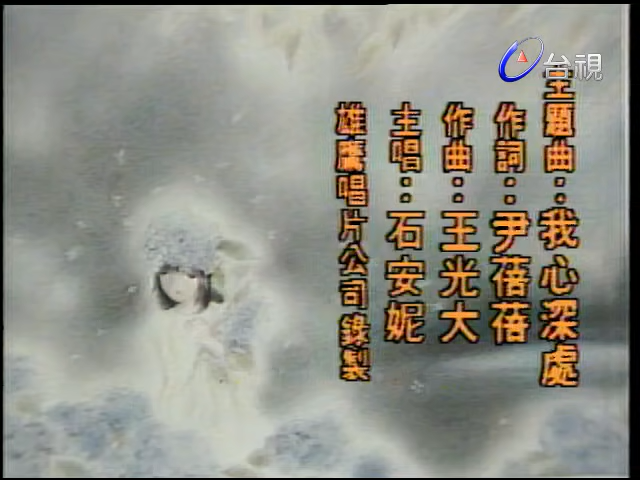 台視
主題曲：我心深處
作詞：尹蓓蓓
作曲：王光大
主唱：石安妮
雄鷹唱片公司錄製